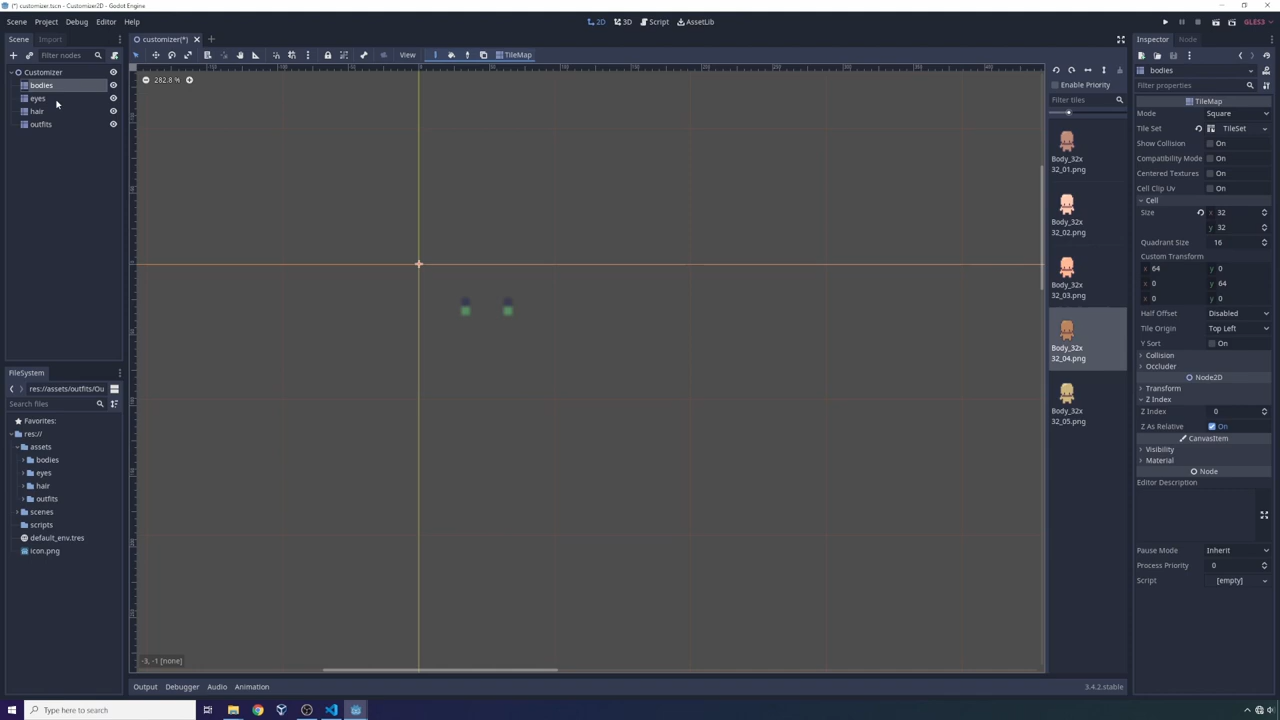 (*) customizer.tscn - Customizer2D - Godot Engine
Scene Project Debug Editor Help
2D 3D Script AssetLib
GLES3
Scene Import
customizer(*)
Inspector Node
Filter nodes
View
TileMap
Customizer
bodies
eyes
hair
outfits
282.8 %
Enable Priority
Filter tiles
Body_32x
32_01.png
Body_32x
32_02.png
Body_32x
32_03.png
Body_32x
32_04.png
Body_32x
32_05.png
bodies
Filter properties
TileMap
Mode Square
Tile Set TileSet
Show Collision On
Compatibility Mode On
Centered Textures On
Cell Clip Uv On
Cell
Size x 32
y 32
Quadrant Size 16
Custom Transform
x 64 y 0
x 0 y 64
x 0 y 0
Half Offset Disabled
Tile Origin Top Left
Y Sort On
Collision
Occluder
Node2D
Transform
Z Index
Z Index 0
Z As Relative On
CanvasItem
Visibility
Material
Node
Editor Description
Pause Mode Inherit
Process Priority 0
Script [empty]
FileSystem
res://assets/outfits/Ou
Search files
Favorites:
res://
assets
bodies
eyes
hair
outfits
scenes
scripts
default_env.tres
icon.png
-3, -1 [none]
Output Debugger Audio Animation
3.4.2.stable
Type here to search